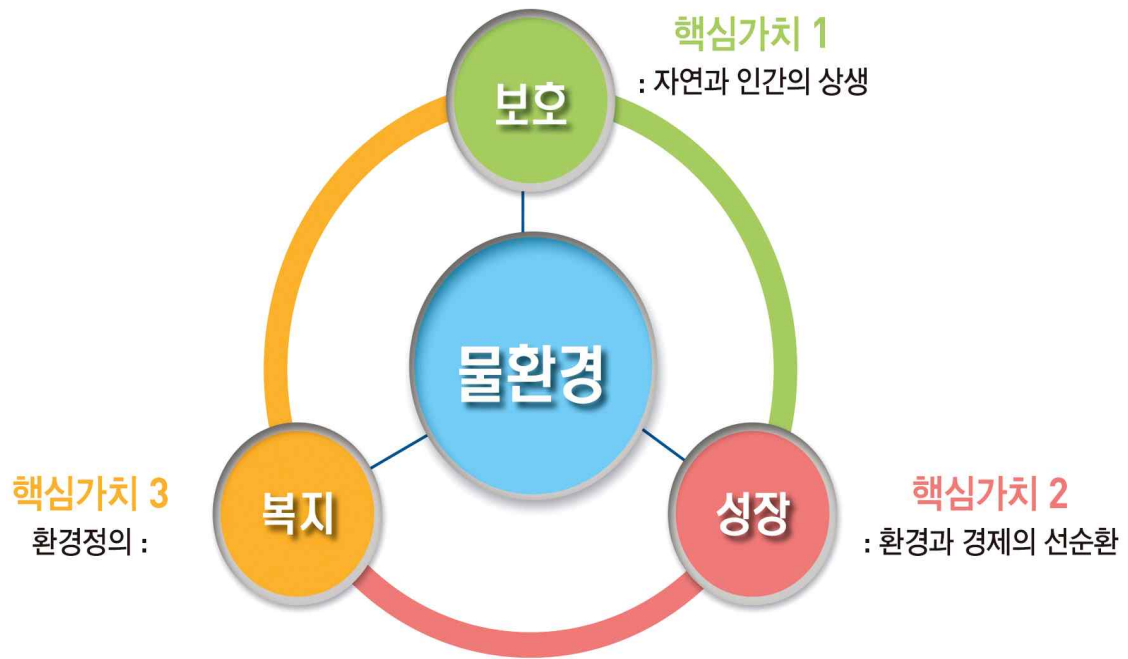 핵심가치 1
: 자연과 인간의 상생
보호
물환경
핵심가치 3
환경정의 :
복지
성장
핵심가치 2
: 환경과 경제의 선순환